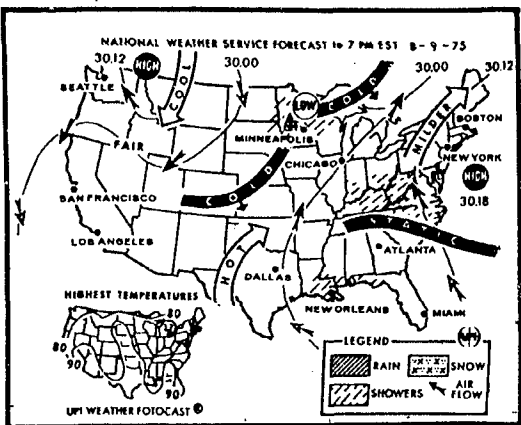 NATIONAL WEATHER SERVICE FORECAST to 7 PM EST 8-9-75
30.12 HIGH 30.00 30.00 30.12
SEATTLE
COOL
LOW COLD
MILDER
BOSTON
MINNEAPOLIS
FAIR
CHICAGO
NEW YORK
COLD
HIGH
30.18
SAN FRANCISCO
STATIC
LOS ANGELES
ATLANTA
HOT
DALLAS
NEW ORLEANS
MIAMI
HIGHEST TEMPERATURES
80
80
90
90
UPI WEATHER FOTOCAST ©
LEGEND
RAIN
SNOW
SHOWERS
AIR FLOW